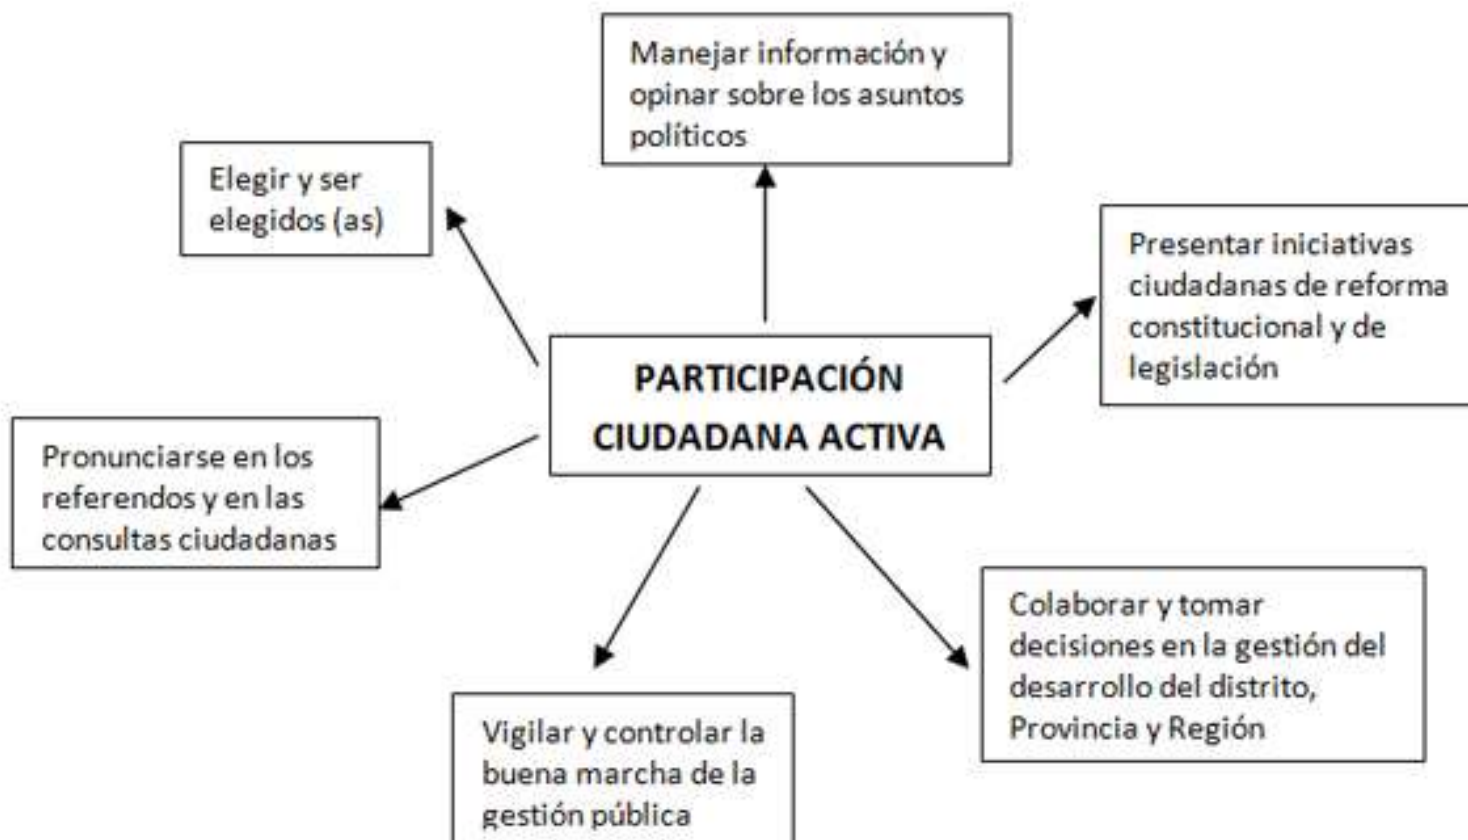 Manejar información y
opinar sobre los asuntos
políticos
Elegir y ser
elegidos (as)
Presentar iniciativas
ciudadanas de reforma
constitucional y de
legislación
PARTICIPACIÓN
CIUDADANA ACTIVA
Pronunciarse en los
referendos y en las
consultas ciudadanas
Colaborar y tomar
decisiones en la gestión del
desarrollo del distrito,
Provincia y Región
Vigilar y controlar la
buena marcha de la
gestión pública